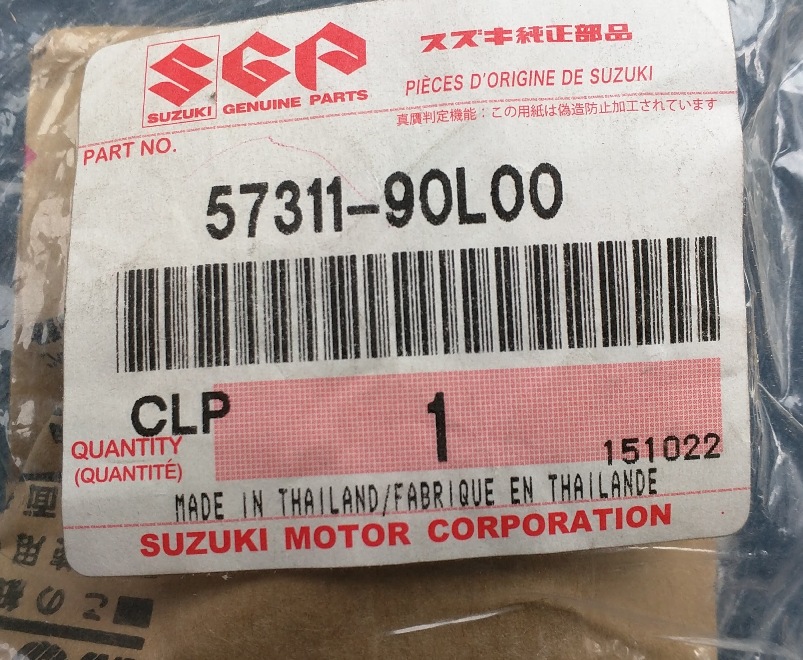 SGP
SUZUKI GENUINE PARTS
スズキ純正部品
PIÈCES D'ORIGINE DE SUZUKI
真贋判定機能：この用紙は偽造防止加工されています
PART NO.
57311-90L00
CLP
1
QUANTITY
(QUANTITÉ)
151022
MADE IN THAILAND/FABRIQUE EN THAILANDE
SUZUKI MOTOR CORPORATION